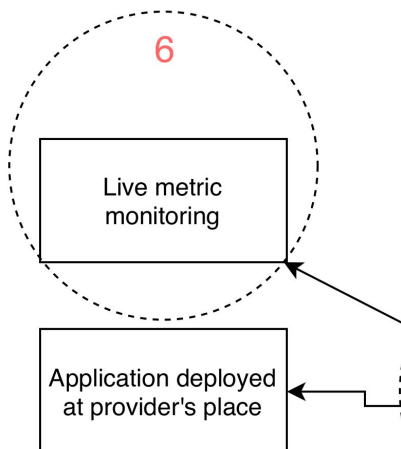 6
Live metric
monitoring
Application deployed
at provider's place